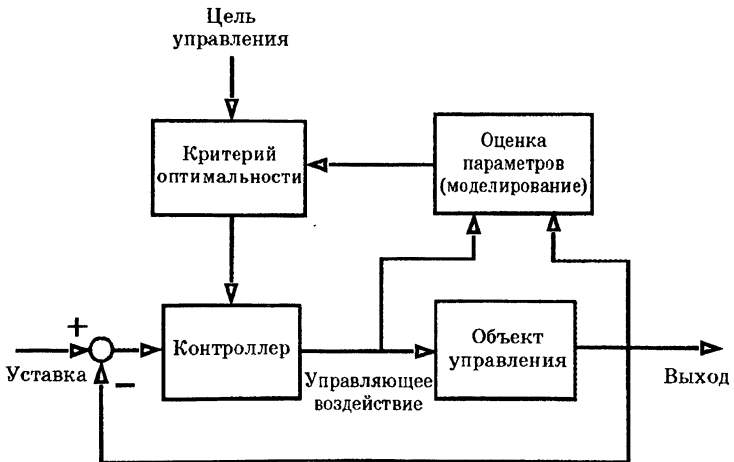 Цель
управления
Критерий
оптимальности
Оценка
параметров
(моделирование)
+
Уставка
−
Контроллер
Управляющее
воздействие
Объект
управления
Выход